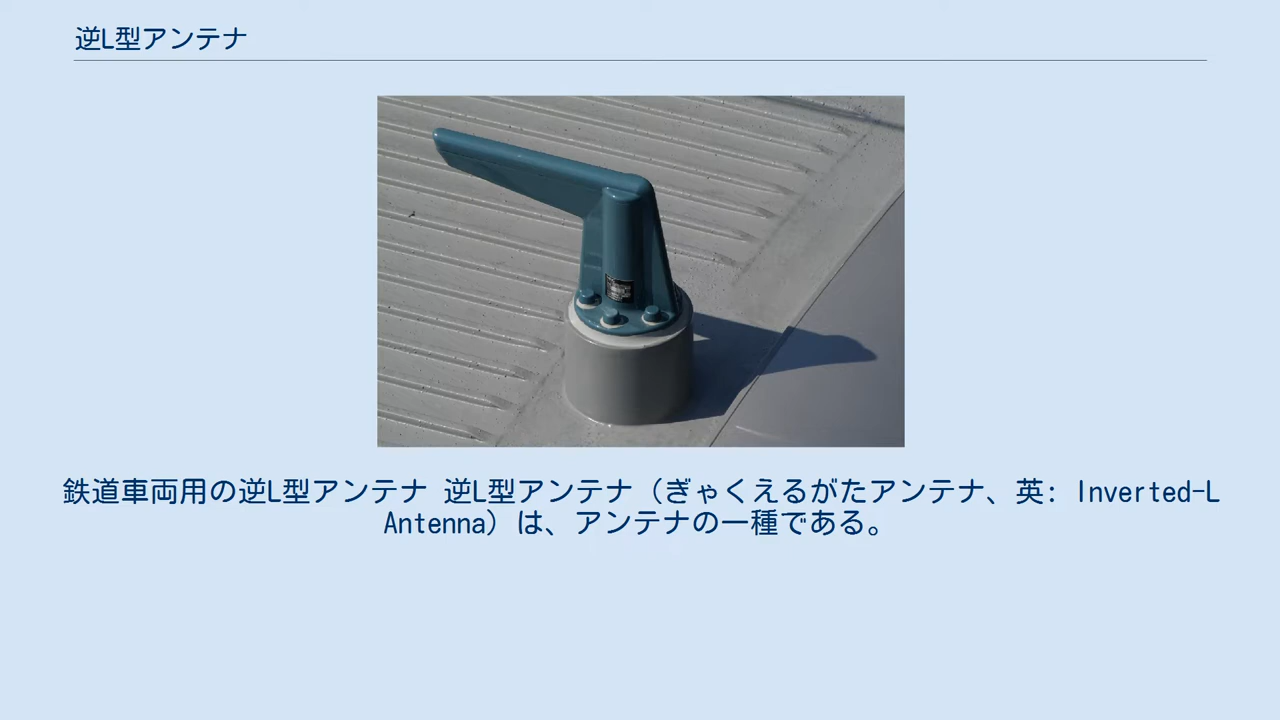 逆L型アンテナ
鉄道車両用の逆L型アンテナ 逆L型アンテナ（ぎゃくえるがたアンテナ、英: Inverted-L
Antenna）は、アンテナの一種である。